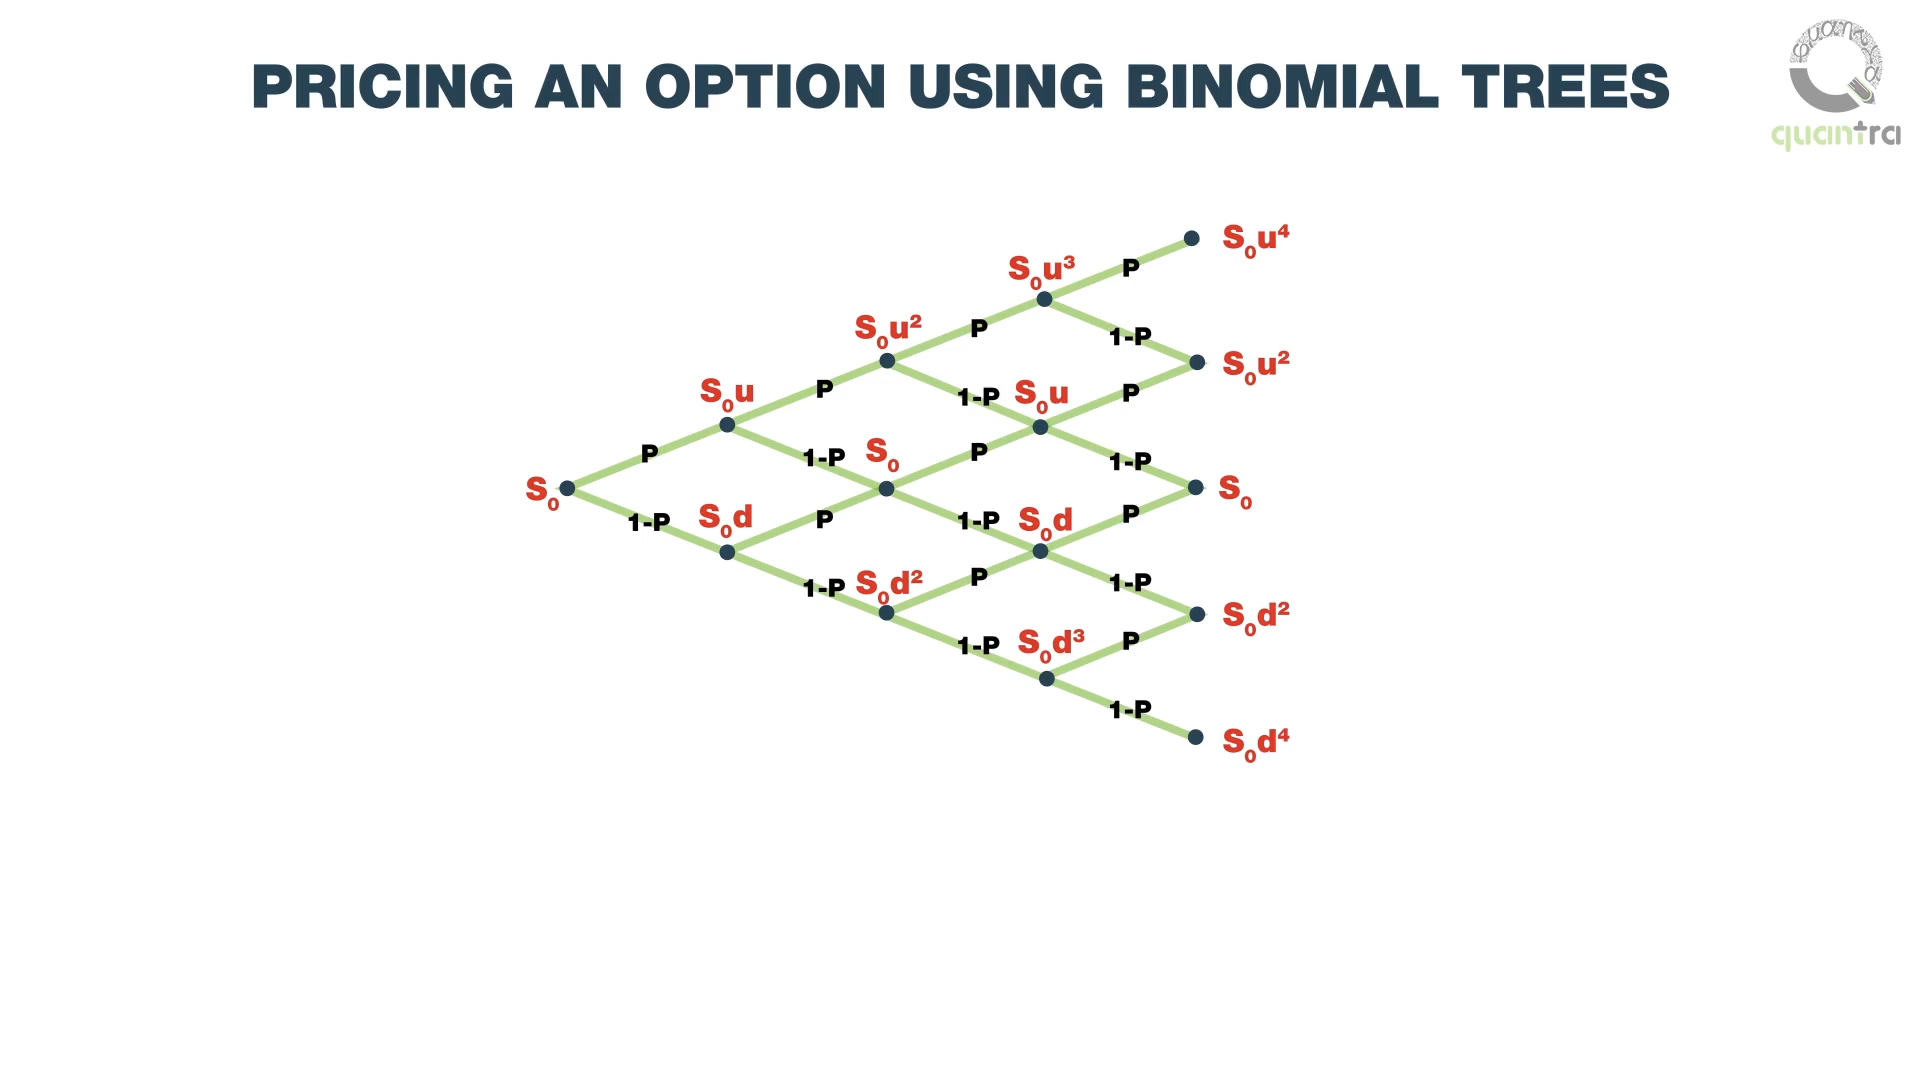 PRICING AN OPTION USING BINOMIAL TREES
quantra
S₀u⁴
P
S₀u³
1-P
P
S₀u²
S₀u²
P
1-P
S₀u
P
S₀u
P
1-P
P
1-P
S₀
P
S₀
S₀
1-P
1-P
S₀d
P
S₀d
P
1-P
P
1-P
S₀d²
S₀d²
1-P
S₀d³
P
1-P
S₀d⁴